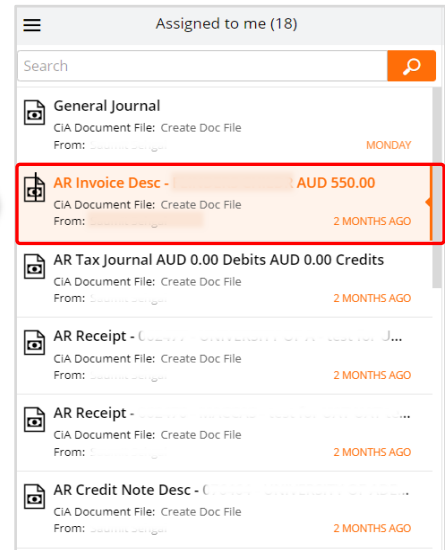 Assigned to me (18)
Search
General Journal
CiA Document File: Create Doc File
From:
MONDAY
AR Invoice Desc - AUD 550.00
CiA Document File: Create Doc File
From:
2 MONTHS AGO
AR Tax Journal AUD 0.00 Debits AUD 0.00 Credits
CiA Document File: Create Doc File
From:
2 MONTHS AGO
AR Receipt -
CiA Document File: Create Doc File
From:
2 MONTHS AGO
AR Receipt -
CiA Document File: Create Doc File
From:
2 MONTHS AGO
AR Credit Note Desc -
CiA Document File: Create Doc File
From:
2 MONTHS AGO